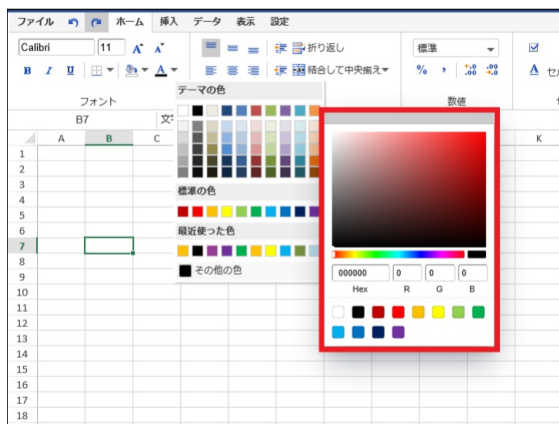 ファイル ホーム 挿入 データ 表示 設定
Calibri 11 A A 折り返し 標準
B I U A 結合して中央揃え % , A セル
フォント 数値
テーマの色
B7
A B C K
標準の色
最近使った色
その他の色
000000 0 0 0
Hex R G B
1
2
3
4
5
6
7
8
9
10
11
12
13
14
15
16
17
18